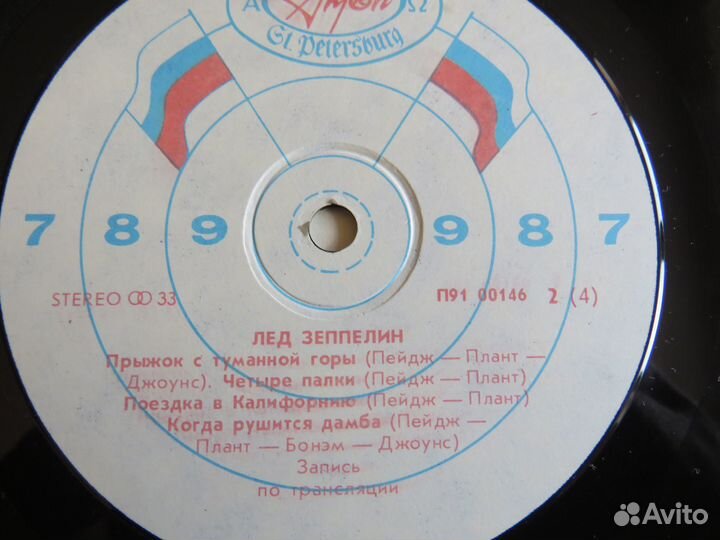 А Антоп Ω
St. Petersburg
7 8 9 9 8 7
STEREO 33
П91 00146 2 (4)
ЛЕД ЗЕППЕЛИН
Прыжок с туманной горы (Пейдж — Плант —
Джоунс). Четыре палки (Пейдж — Плант)
Поездка в Калифорнию (Пейдж — Плант)
Когда рушится дамба (Пейдж —
Плант — Бонэм — Джоунс)
Запись
по трансляции
Avito